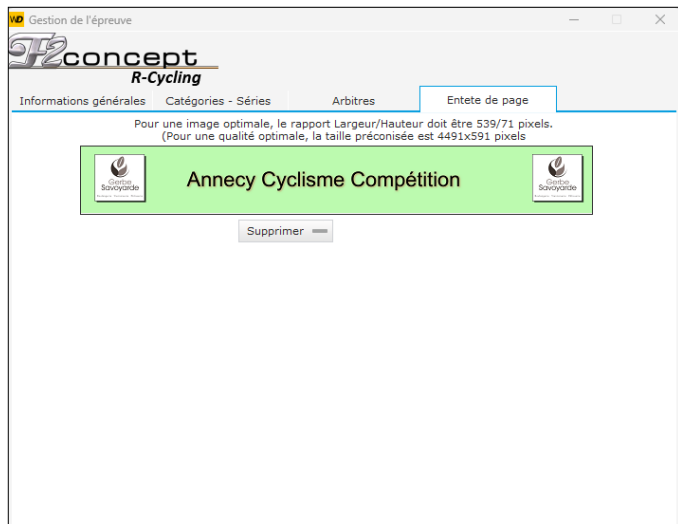 WD Gestion de l'épreuve
F2concept
R-Cycling
Informations générales Catégories - Séries Arbitres Entete de page
Pour une image optimale, le rapport Largeur/Hauteur doit être 539/71 pixels.
(Pour une qualité optimale, la taille préconisée est 4491x591 pixels
Gerbe
Savoyarde
Annecy Cyclisme Compétition
Gerbe
Savoyarde
Supprimer